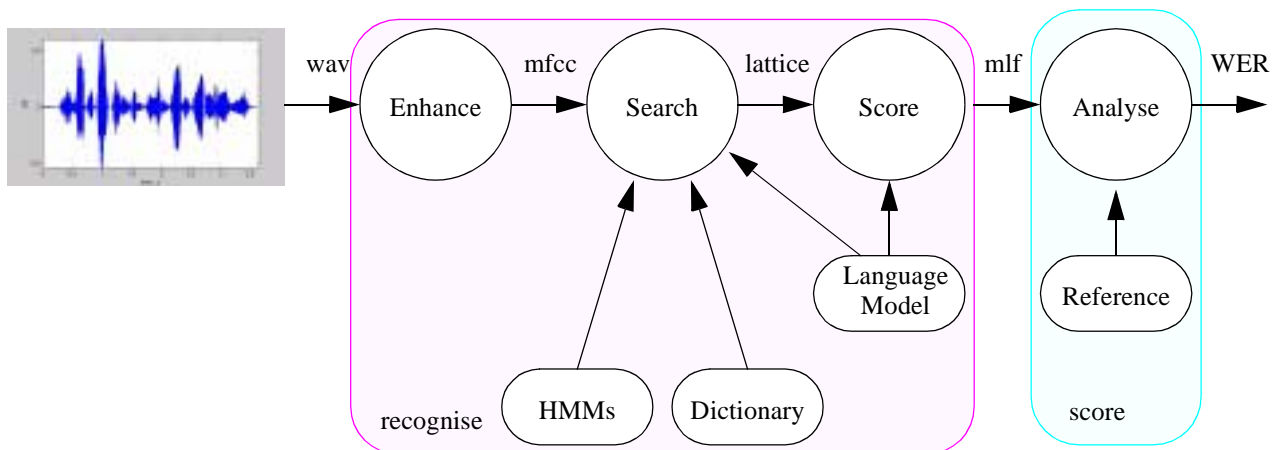 wav
mfcc
lattice
mlf
WER
Enhance
Search
Score
Analyse
Language
Model
Reference
HMMs
Dictionary
recognise
score